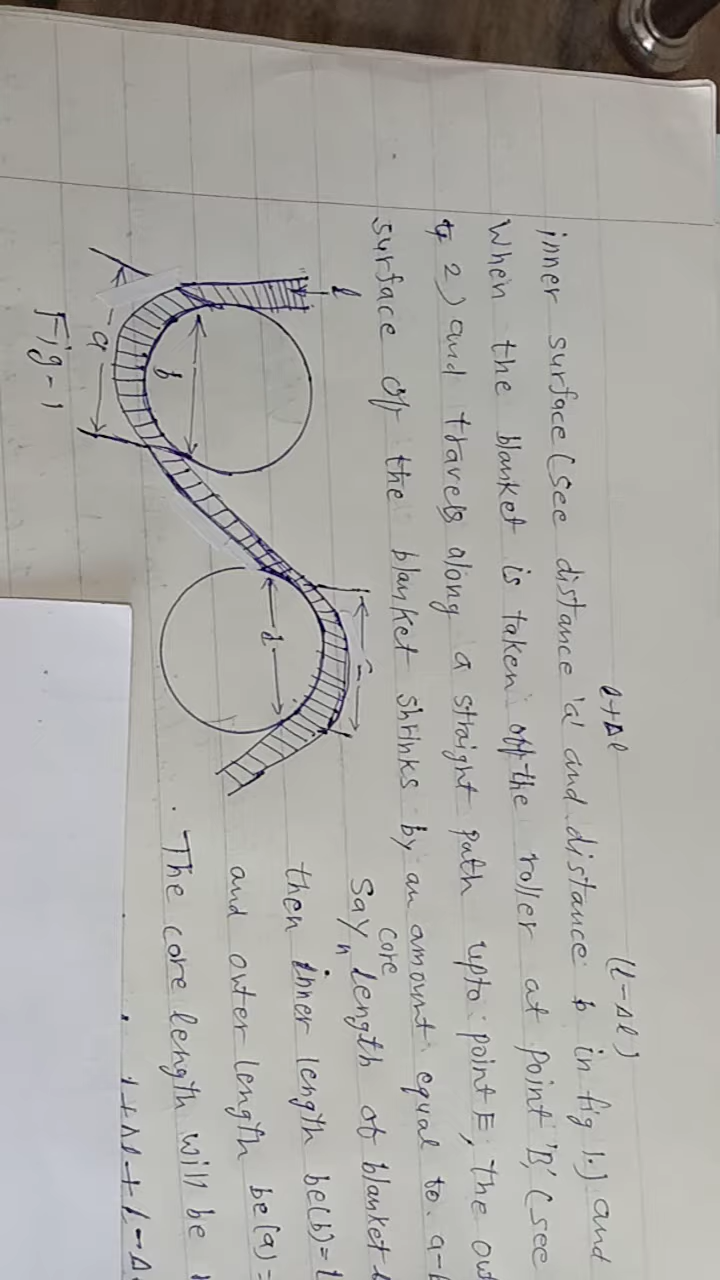 l+Δl (l-Δl)
inner surface (see distance 'd' and distance b in fig 1.) and
When the blanket is taken off the roller at point 'B' (see
& 2) and travels along a straight path upto point E, the out
surface of the blanket shrinks by an amount equal to a-b
Say core length of blanket
then inner length be(b)=
and outer length be(a)=
The core length will be
l+Δl+l-Δ
l
a
b
c
d
Fig-1